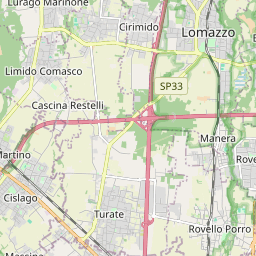 Lurago Marinone
Cirimido
Lomazzo
Limido Comasco
SP33
Cascina Restelli
Manera
Martino
Rove
Cislago
Turate
Rovello Porro